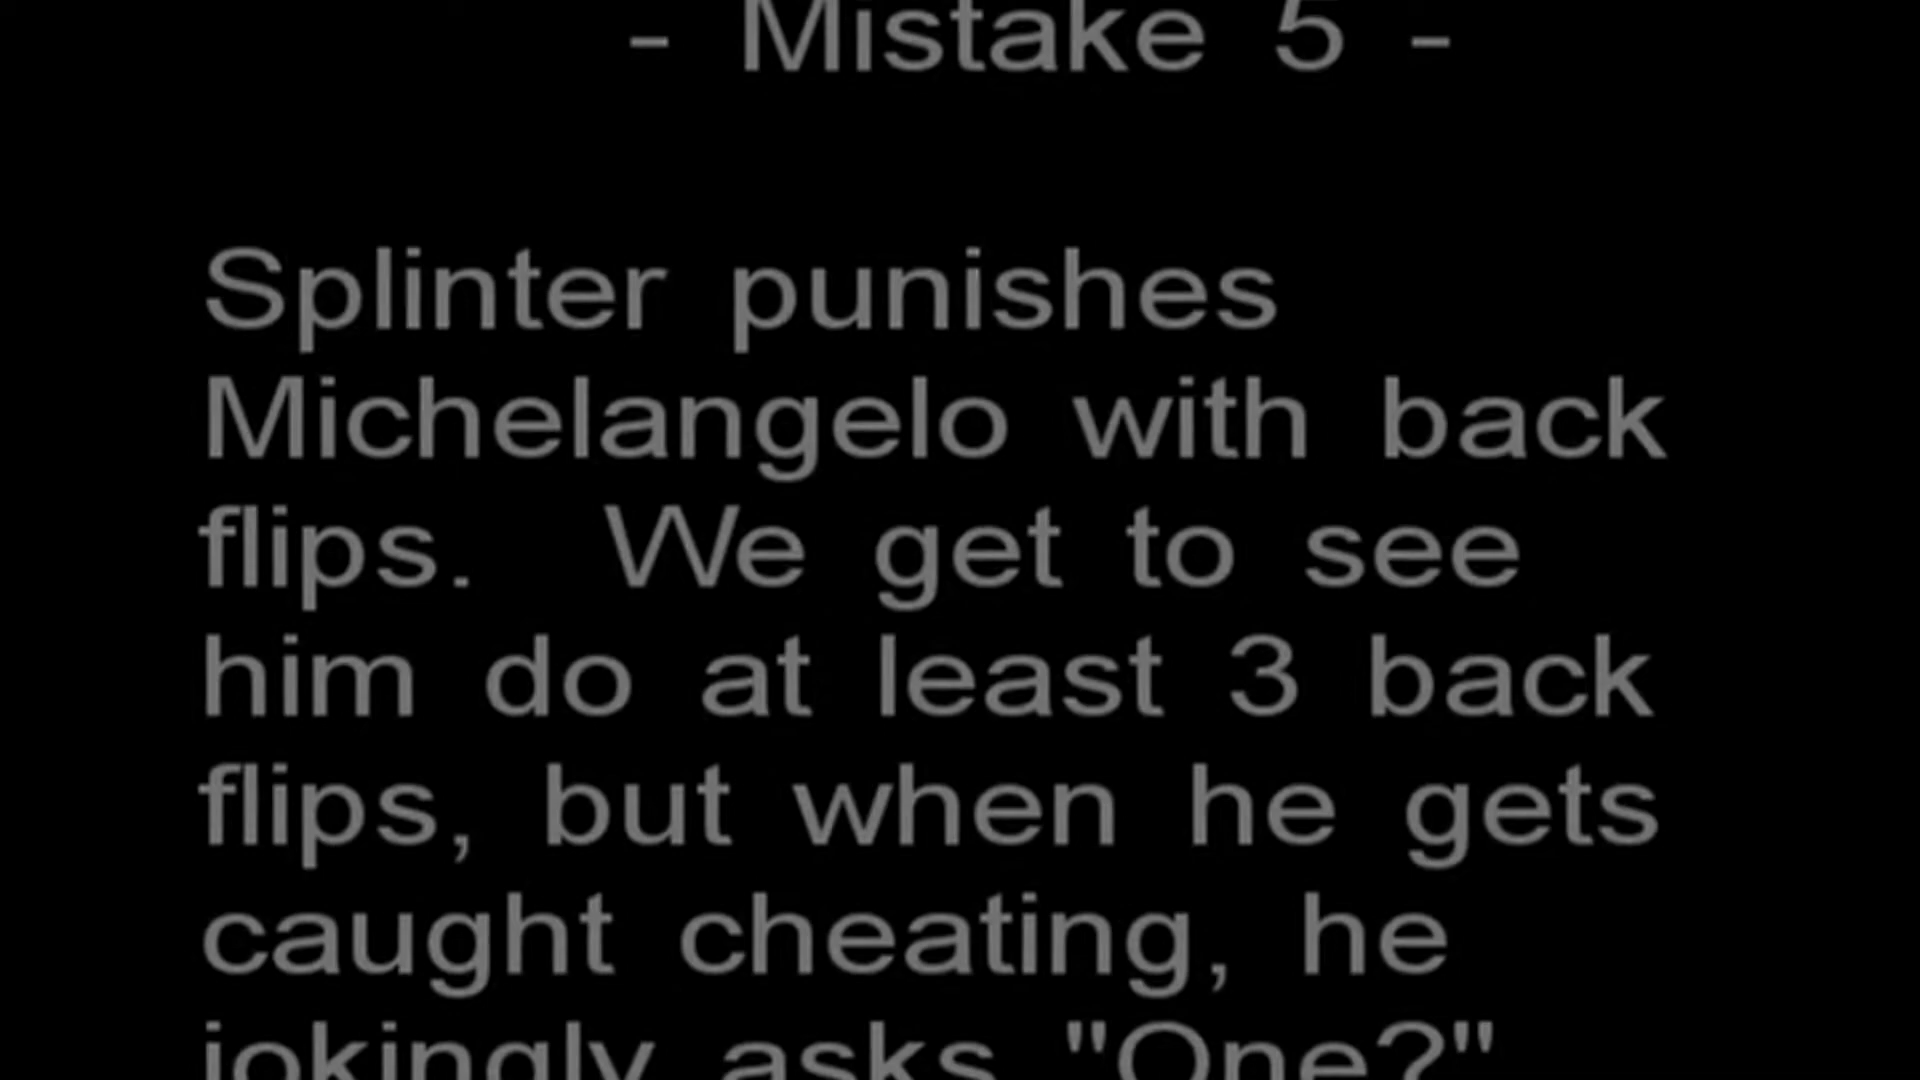 - Mistake 5 -
Splinter punishes
Michelangelo with back
flips. We get to see
him do at least 3 back
flips, but when he gets
caught cheating, he
jokingly asks "One?"